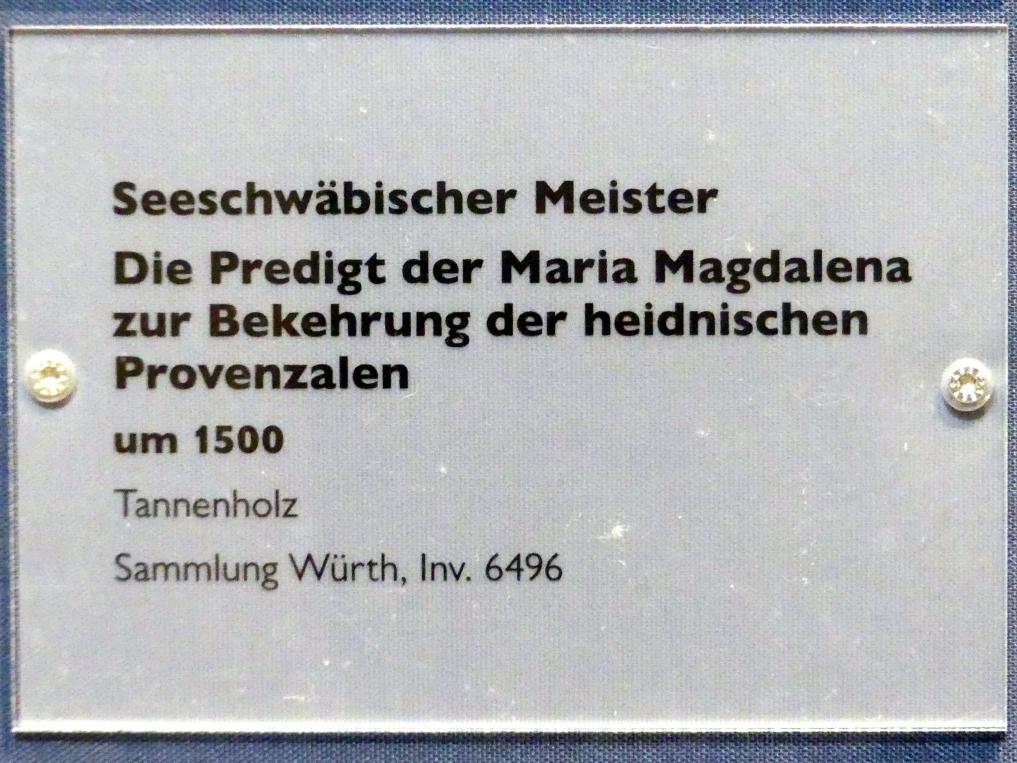 Seeschwäbischer Meister
Die Predigt der Maria Magdalena
zur Bekehrung der heidnischen
Provenzalen
um 1500
Tannenholz
Sammlung Würth, Inv. 6496